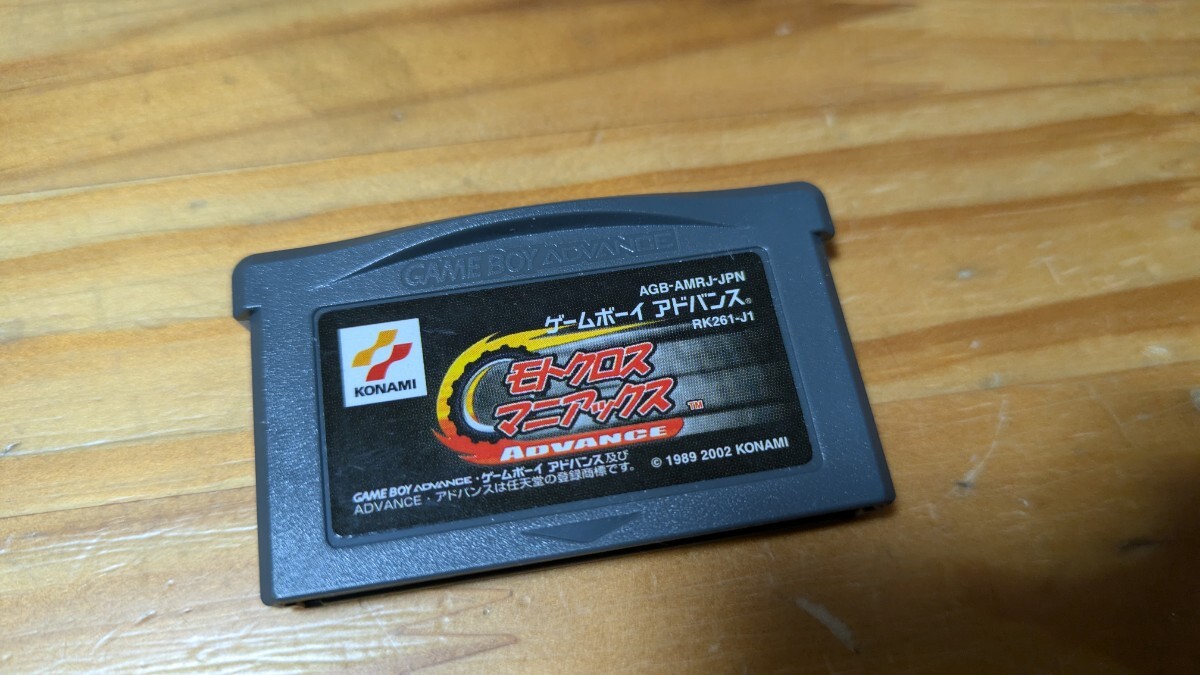 GAME BOY ADVANCE
AGB-AMRJ-JPN
ゲームボーイ アドバンス®
RK261-J1
KONAMI
モトクロス
マニアックス™
ADVANCE
© 1989 2002 KONAMI
GAME BOY ADVANCE・ゲームボーイ アドバンス及び
ADVANCE・アドバンスは任天堂の登録商標です。